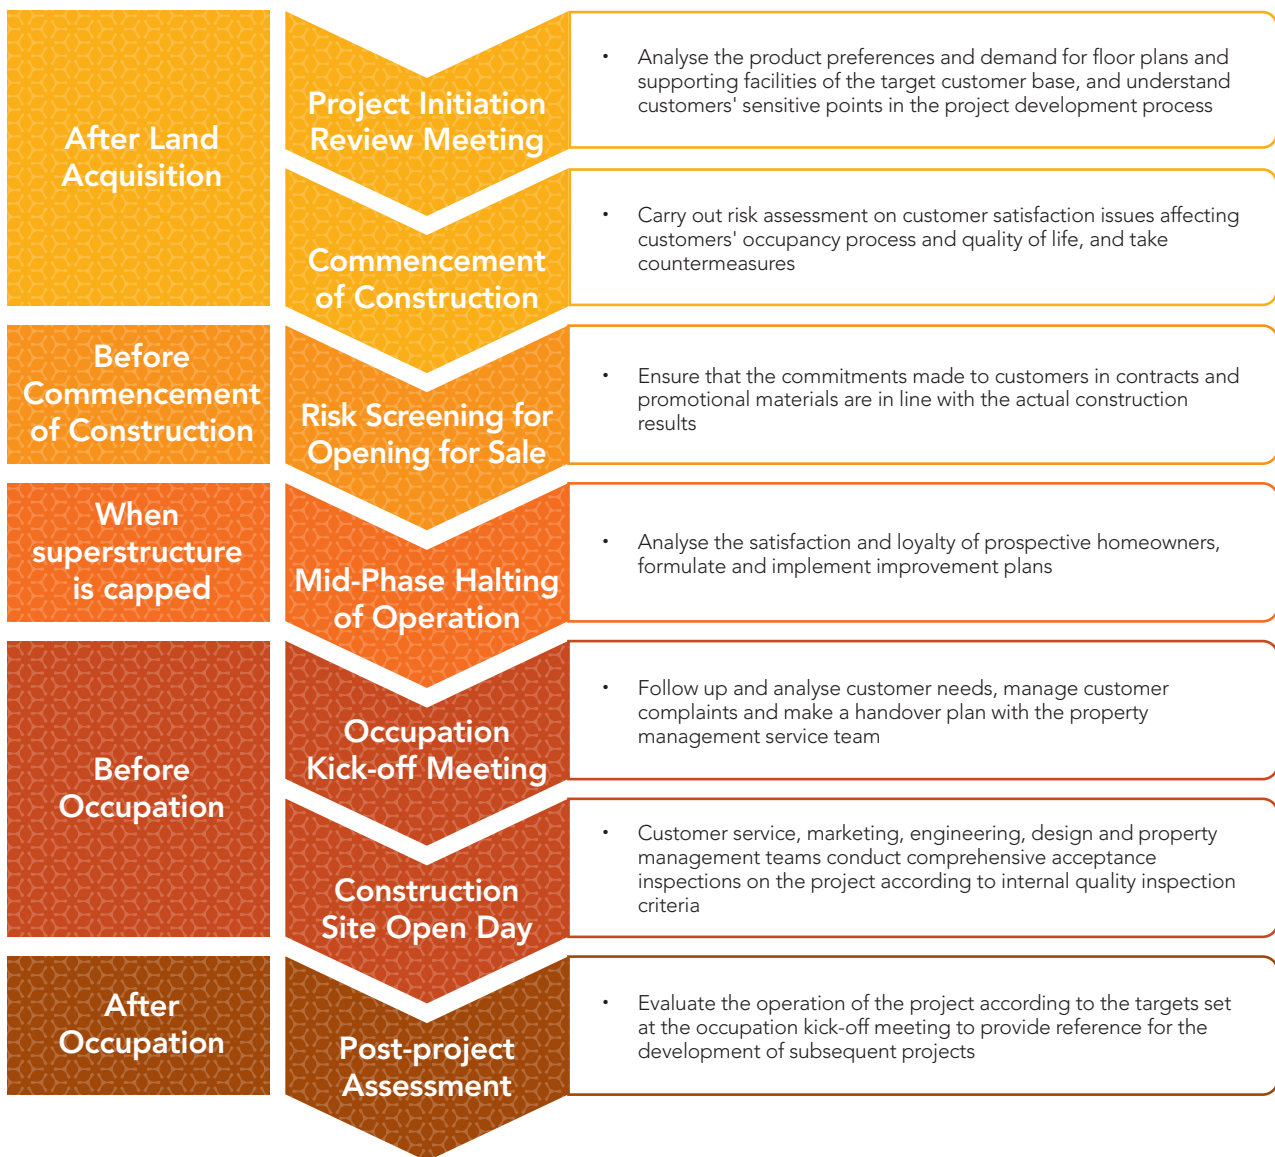 After Land
Acquisition
Project Initiation
Review Meeting
• Analyse the product preferences and demand for floor plans and
supporting facilities of the target customer base, and understand
customers' sensitive points in the project development process
Commencement
of Construction
• Carry out risk assessment on customer satisfaction issues affecting
customers' occupancy process and quality of life, and take
countermeasures
Before
Commencement
of Construction
Risk Screening for
Opening for Sale
• Ensure that the commitments made to customers in contracts and
promotional materials are in line with the actual construction
results
When
superstructure
is capped
Mid-Phase Halting
of Operation
• Analyse the satisfaction and loyalty of prospective homeowners,
formulate and implement improvement plans
Before
Occupation
Occupation
Kick-off Meeting
• Follow up and analyse customer needs, manage customer
complaints and make a handover plan with the property
management service team
Construction
Site Open Day
• Customer service, marketing, engineering, design and property
management teams conduct comprehensive acceptance
inspections on the project according to internal quality inspection
criteria
After
Occupation
Post-project
Assessment
• Evaluate the operation of the project according to the targets set
at the occupation kick-off meeting to provide reference for the
development of subsequent projects